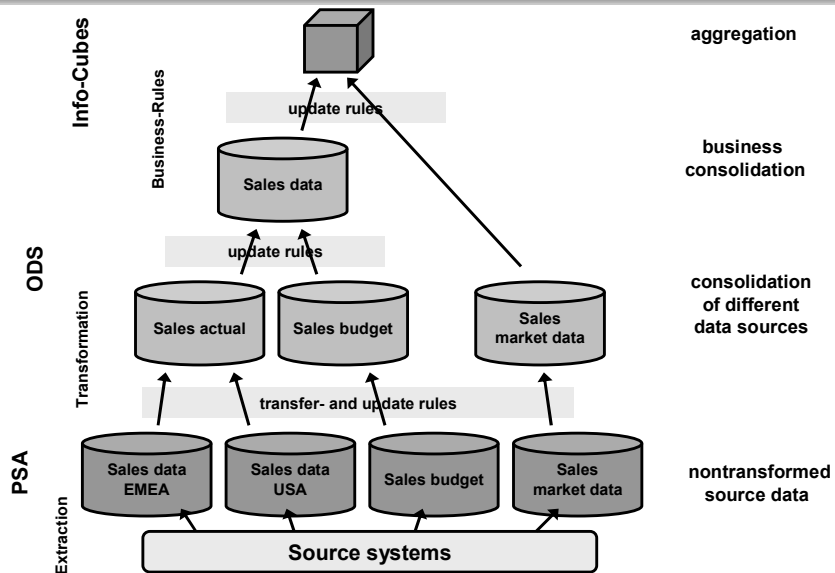 Info-Cubes
aggregation
Business-Rules
update rules
business
consolidation
Sales data
ODS
update rules
consolidation
of different
data sources
Transformation
Sales actual
Sales budget
Sales
market data
transfer- and update rules
PSA
Sales data
EMEA
Sales data
USA
Sales budget
Sales
market data
nontransformed
source data
Extraction
Source systems